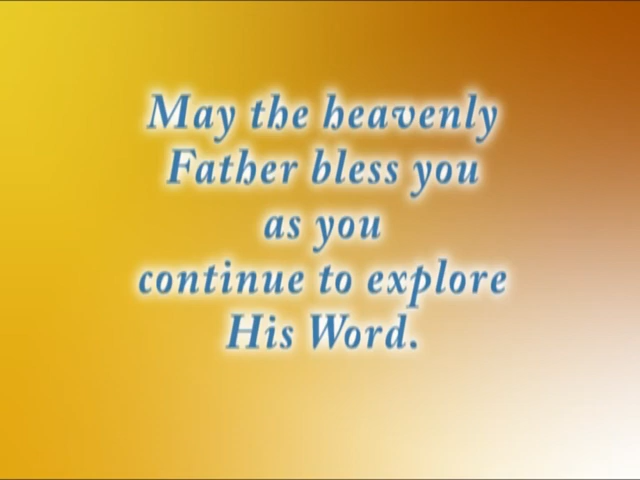 May the heavenly
Father bless you
as you
continue to explore
His Word.